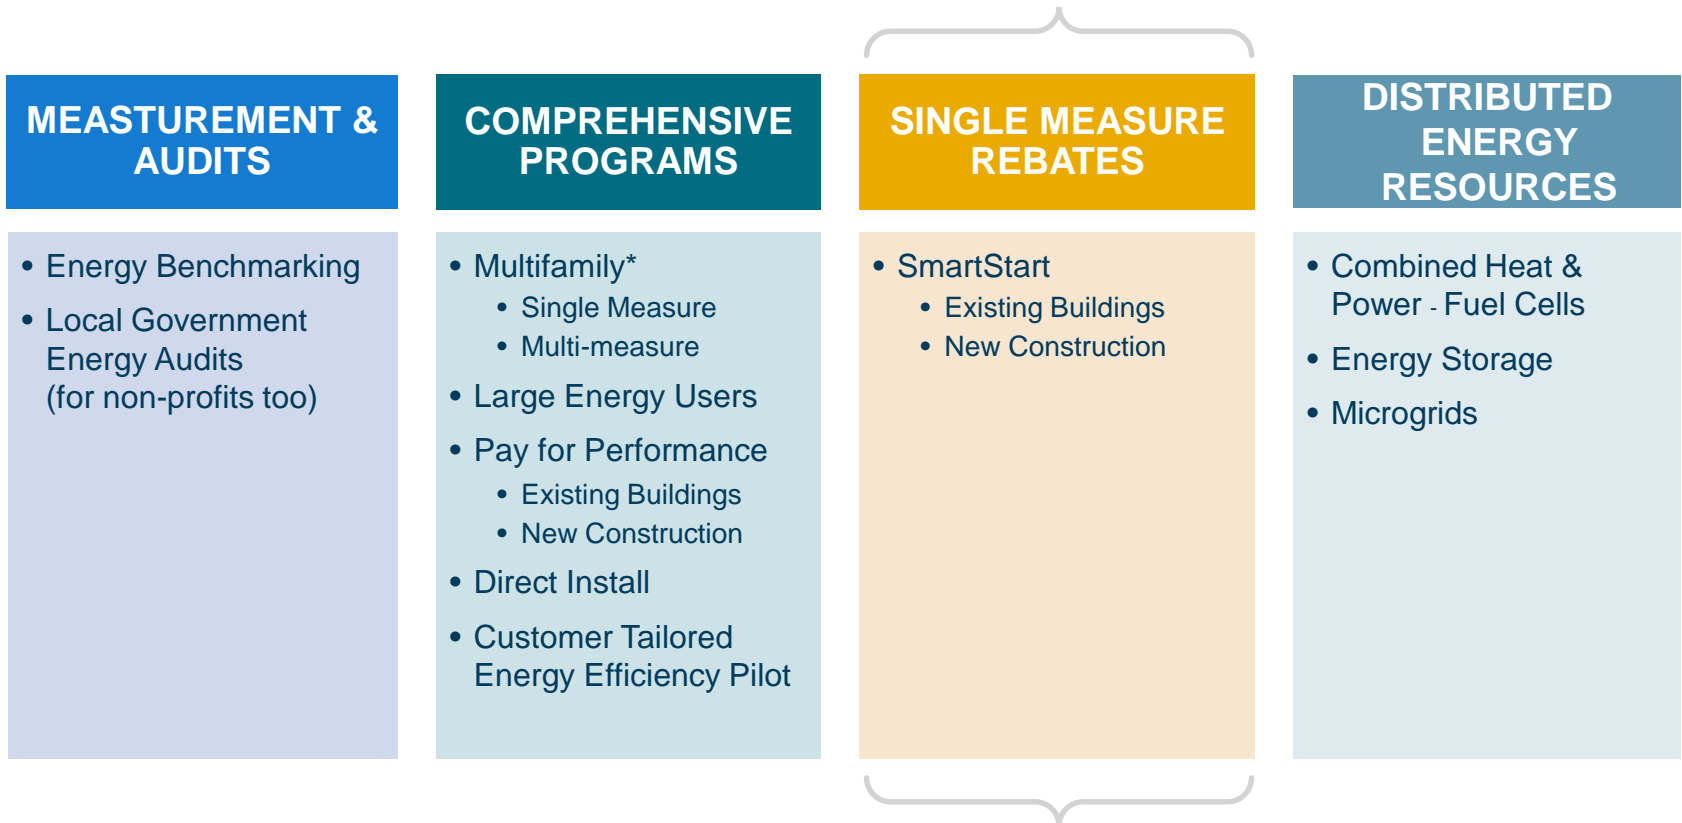 MEASTUREMENT &
AUDITS
• Energy Benchmarking
• Local Government
Energy Audits
(for non-profits too)
COMPREHENSIVE
PROGRAMS
• Multifamily*
• Single Measure
• Multi-measure
• Large Energy Users
• Pay for Performance
• Existing Buildings
• New Construction
• Direct Install
• Customer Tailored
Energy Efficiency Pilot
SINGLE MEASURE
REBATES
• SmartStart
• Existing Buildings
• New Construction
DISTRIBUTED
ENERGY
RESOURCES
• Combined Heat &
Power - Fuel Cells
• Energy Storage
• Microgrids